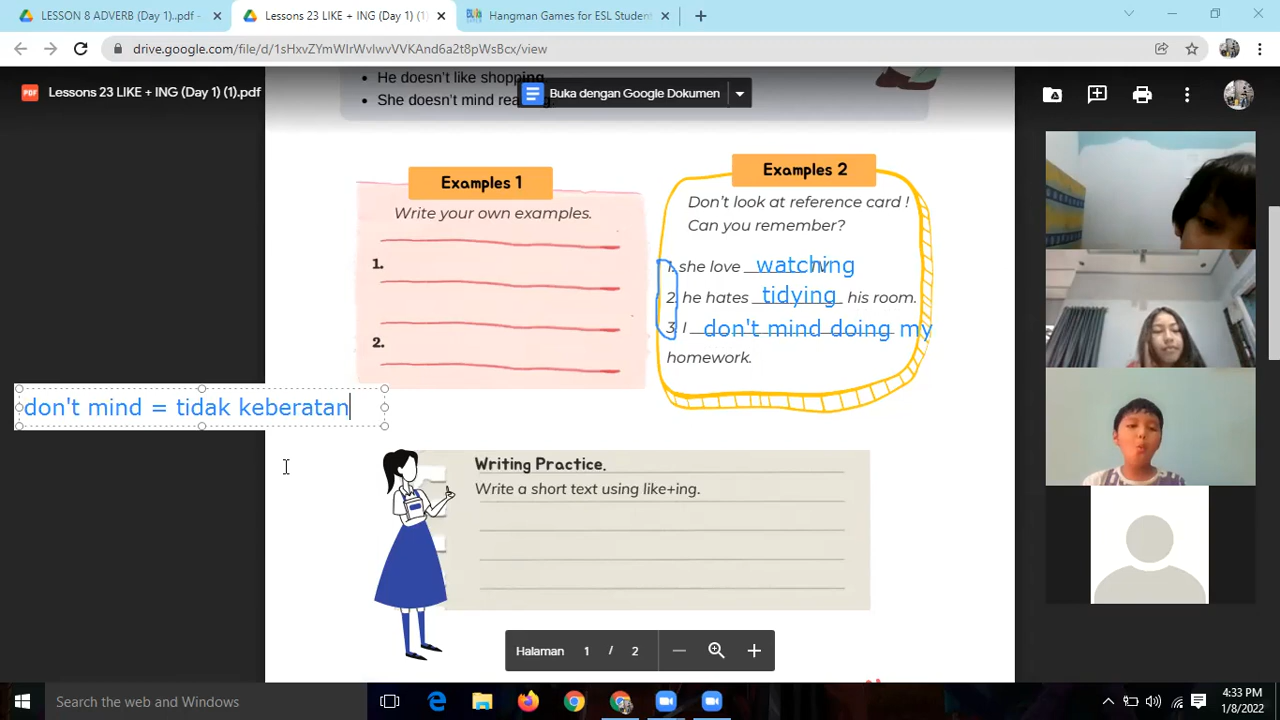 LESSON 8 ADVERB (Day 1)..pdf -
Lessons 23 LIKE + ING (Day 1) (1).p
Hangman Games for ESL Student
drive.google.com/file/d/1sHxvZYmWIrWvIwvVVKAnd6a2t8pWsBcx/view
He doesn't like shopping.
Lessons 23 LIKE + ING (Day 1) (1).pdf
Buka dengan Google Dokumen
She doesn't mind rea
Examples 1
Write your own examples.
1.
2.
Examples 2
Don't look at reference card !
Can you remember?
1. she love watching
2. he hates tidying his room.
3. I don't mind doing my
homework.
don't mind = tidak keberatan
Writing Practice.
Write a short text using like+ing.
Halaman 1 / 2
Search the web and Windows
4:33 PM
1/8/2022